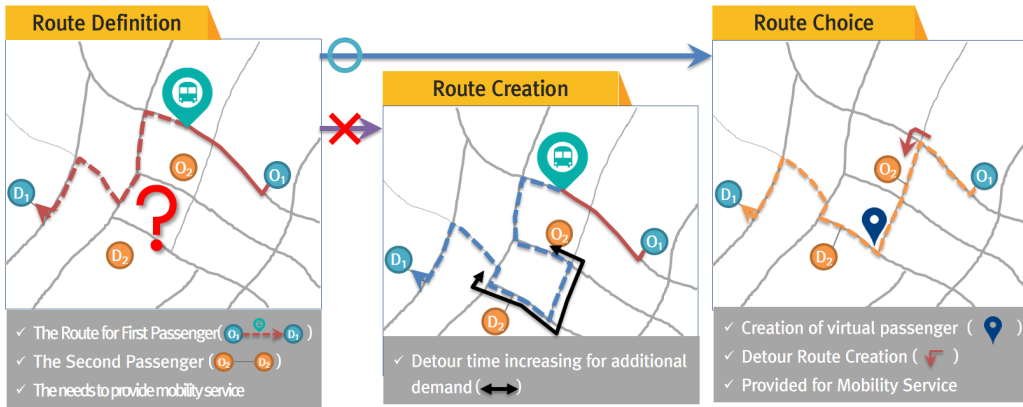 Route Definition
O₂
O₁
D₁
?
D₂
✓ The Route for First Passenger(O₁ D₁)
✓ The Second Passenger (O₂ D₂)
✓ The needs to provide mobility service
Route Creation
O₂
O₁
D₁
D₂
✓ Detour time increasing for additional
demand ( )
Route Choice
O₂
O₁
D₁
D₂
✓ Creation of virtual passenger ( )
✓ Detour Route Creation ( )
✓ Provided for Mobility Service